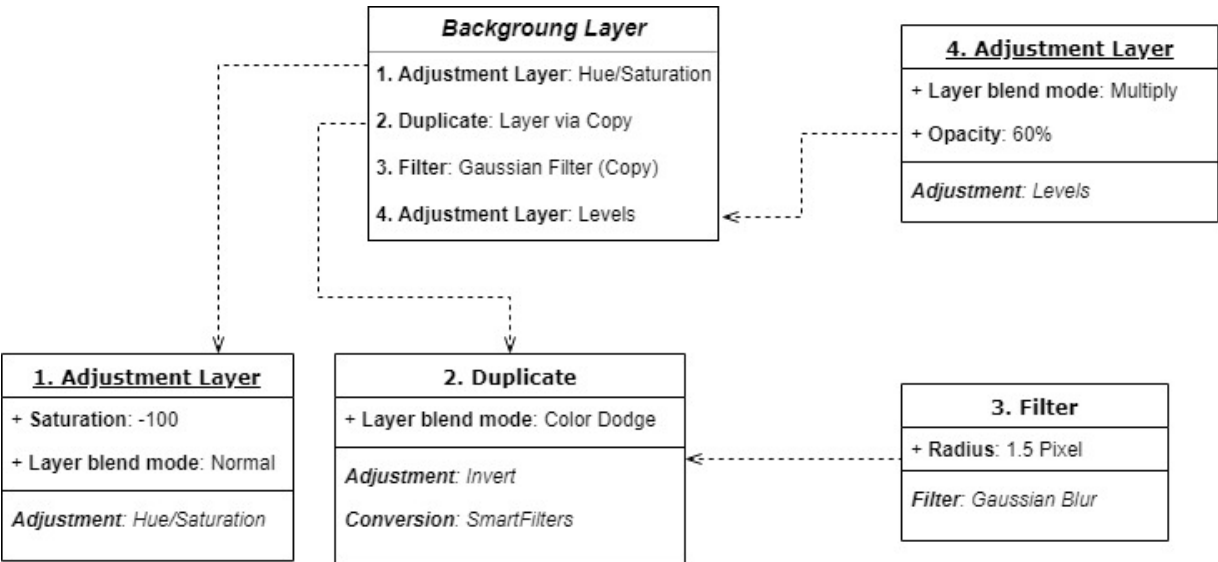 Backgroung Layer
1. Adjustment Layer: Hue/Saturation
2. Duplicate: Layer via Copy
3. Filter: Gaussian Filter (Copy)
4. Adjustment Layer: Levels
4. Adjustment Layer
+ Layer blend mode: Multiply
+ Opacity: 60%
Adjustment: Levels
1. Adjustment Layer
+ Saturation: -100
+ Layer blend mode: Normal
Adjustment: Hue/Saturation
2. Duplicate
+ Layer blend mode: Color Dodge
Adjustment: Invert
Conversion: SmartFilters
3. Filter
+ Radius: 1.5 Pixel
Filter: Gaussian Blur